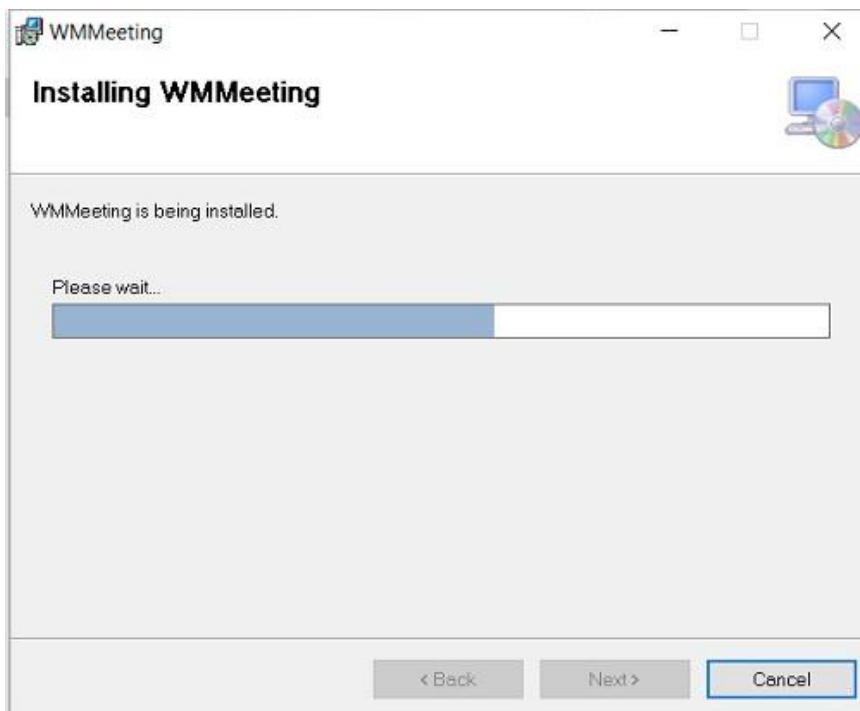 WMMeeting
Installing WMMeeting
WMMeeting is being installed.
Please wait...
< Back
Next >
Cancel